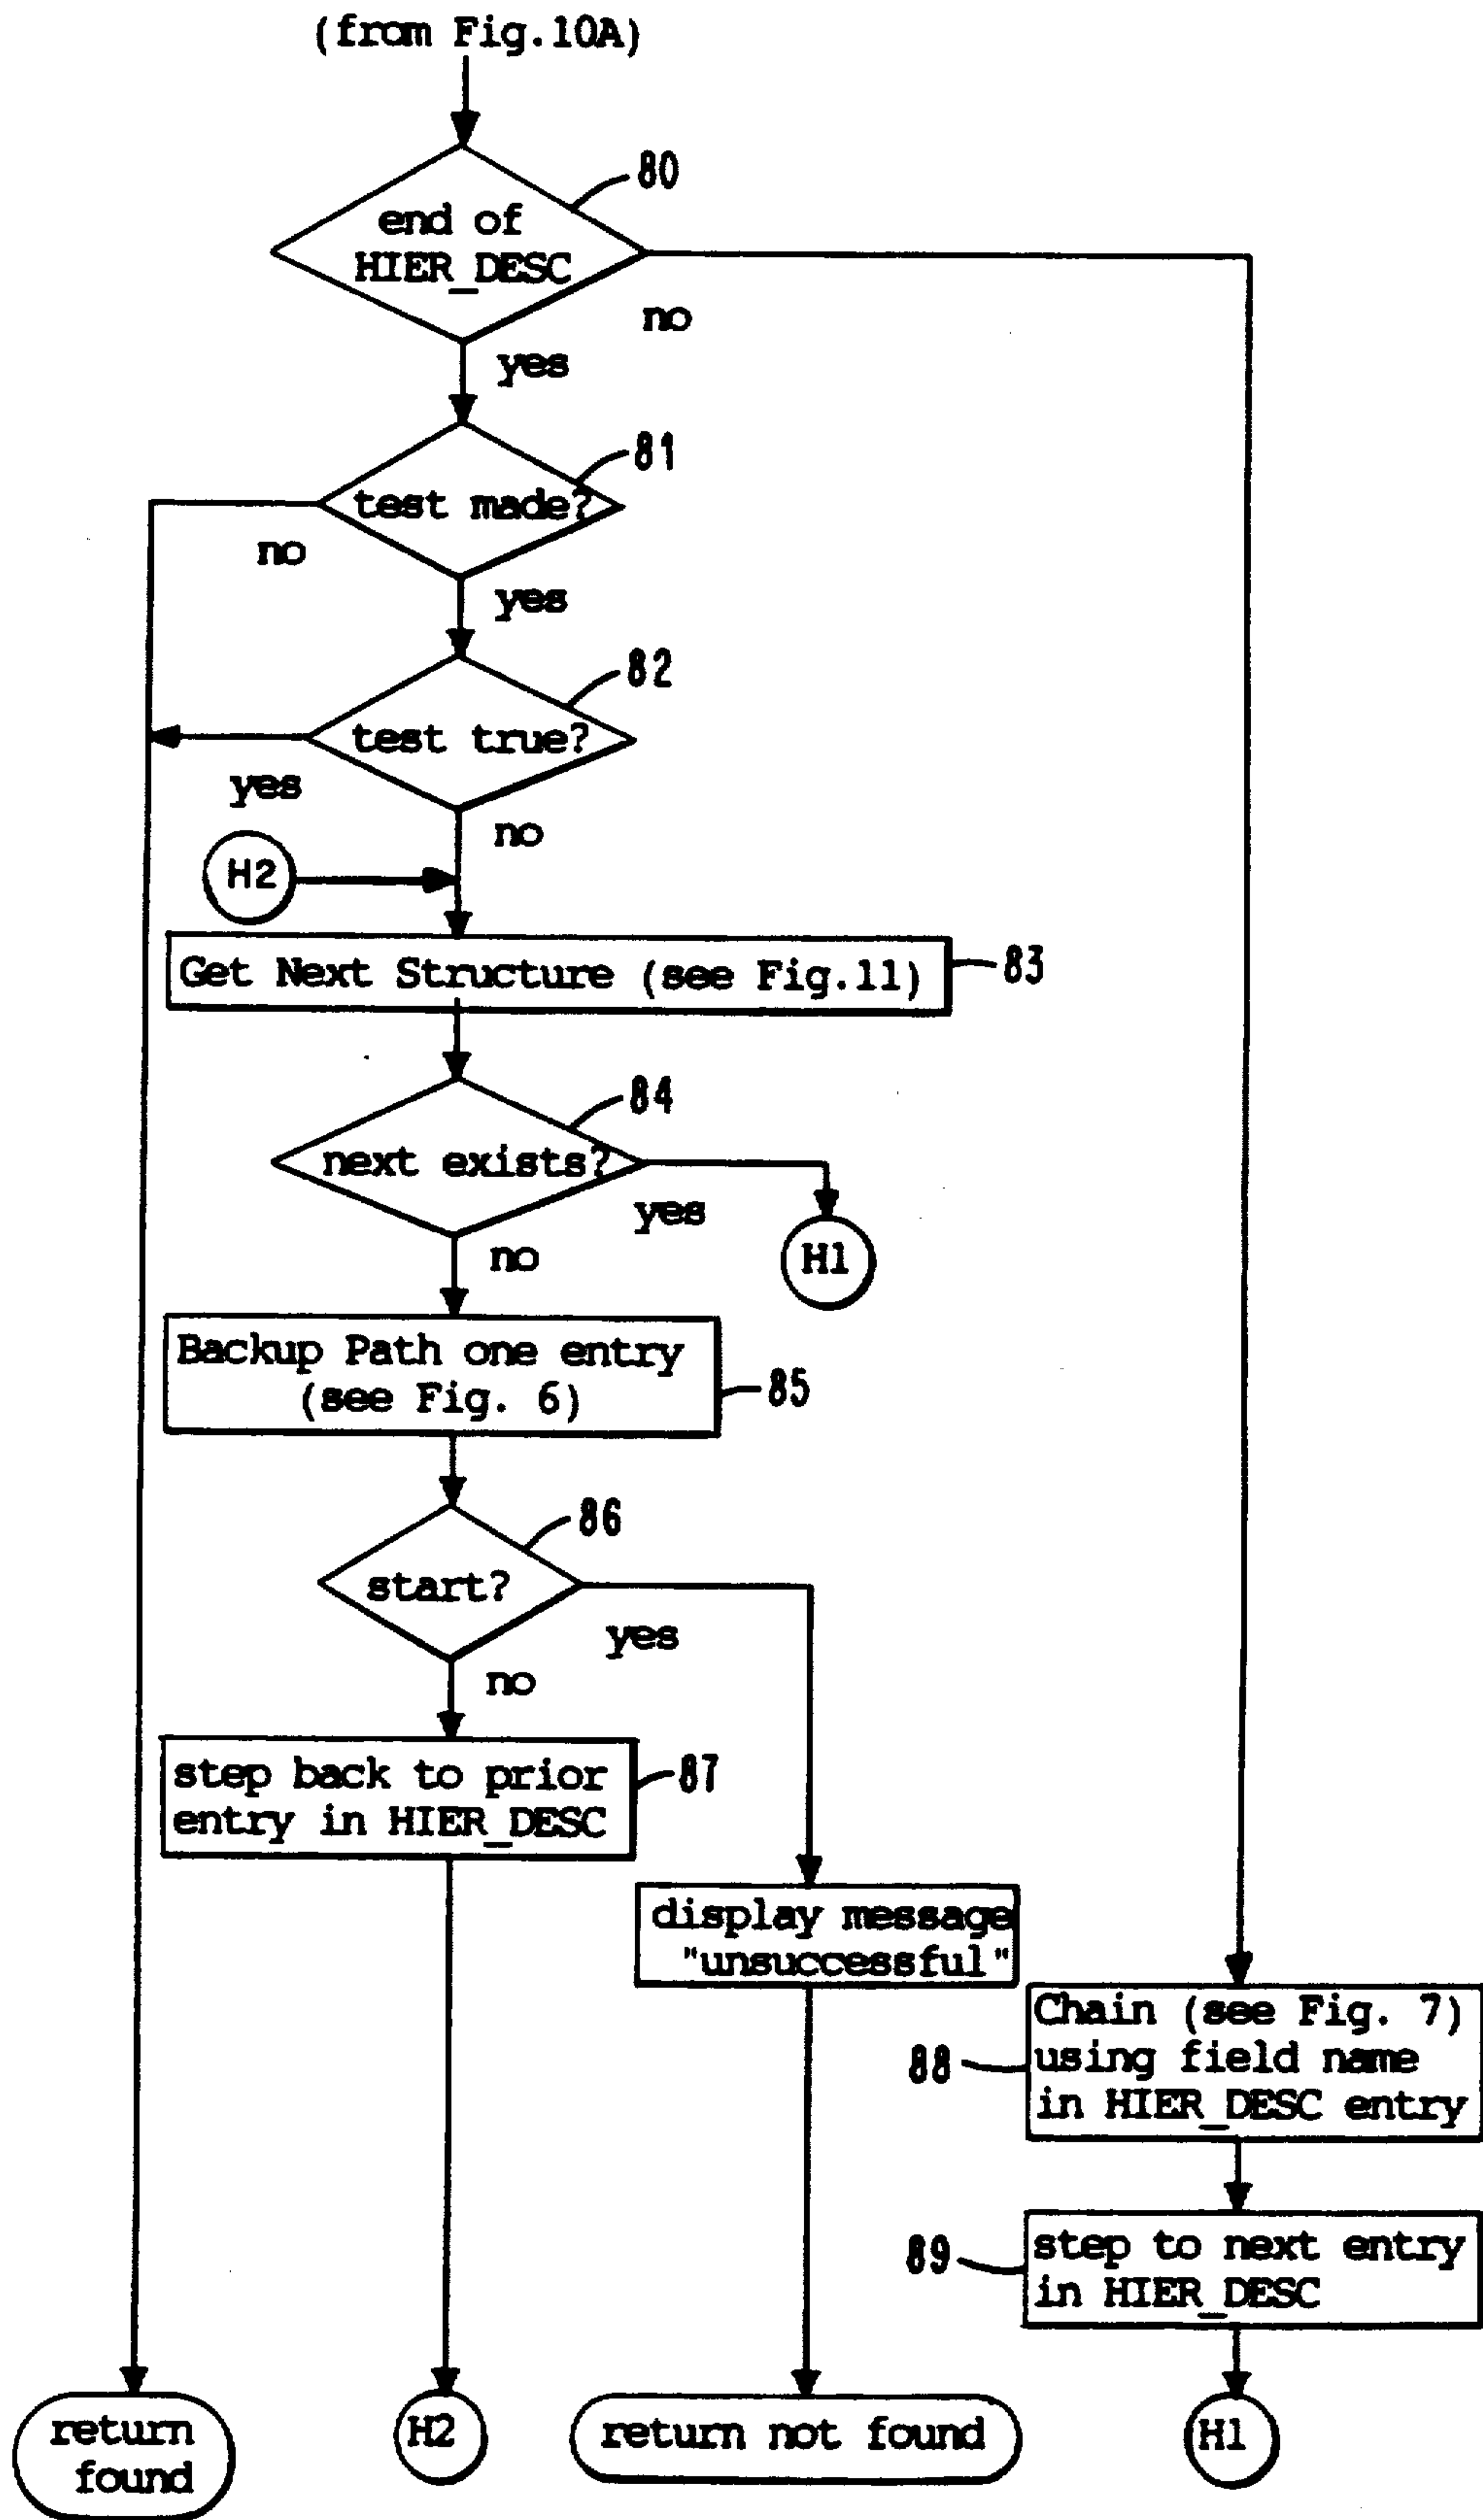 (from Fig.10A)
80
end of
HIER_DESC
no
yes
81
test made?
no
yes
82
test true?
yes
no
H2
Get Next Structure (see Fig.11)
83
84
next exists?
yes
no
H1
Backup Path one entry
(see Fig. 6)
85
86
start?
yes
no
step back to prior
entry in HIER_DESC
87
display message
"unsuccessful"
Chain (see Fig. 7)
using field name
in HIER_DESC entry
88
step to next entry
in HIER_DESC
89
return
found
H2
return not found
H1